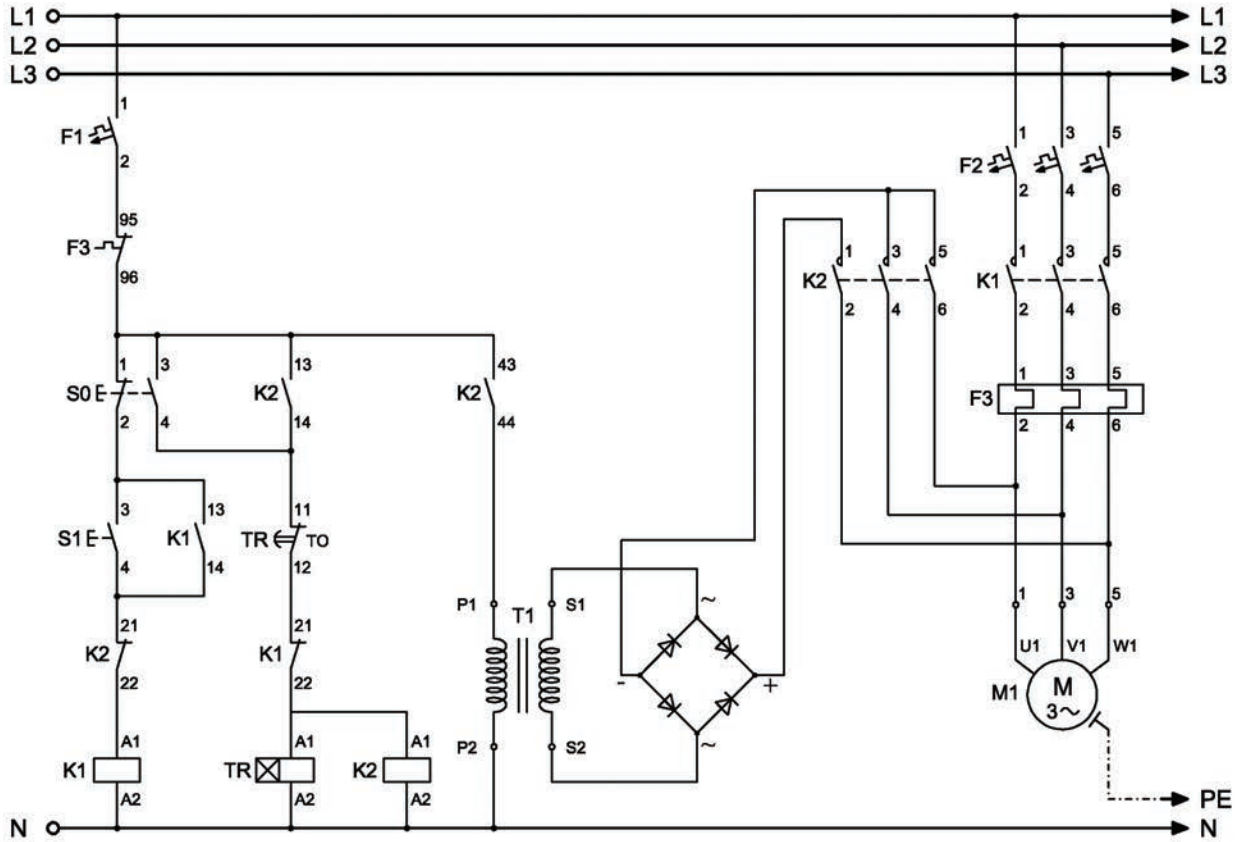 L1 L1
L2 L2
L3 L3
1
F1
2
1 3 5
F2
2 4 6
95
F3
96
1 3 5
K2
2 4 6
1 3 5
K1
2 4 6
1 3 13 43
S0 K2 K2
2 4 14 44
1 3 5
F3
2 4 6
3 13 11
S1 K1 TR TO
4 14 12
P1 T1 S1 ~
1 3 5
21 21
K2 K1
22 22
- +
U1 V1 W1
M1 M
3~
P2 S2 ~
A1 A1 A1
K1 TR K2
A2 A2 A2
PE
N N